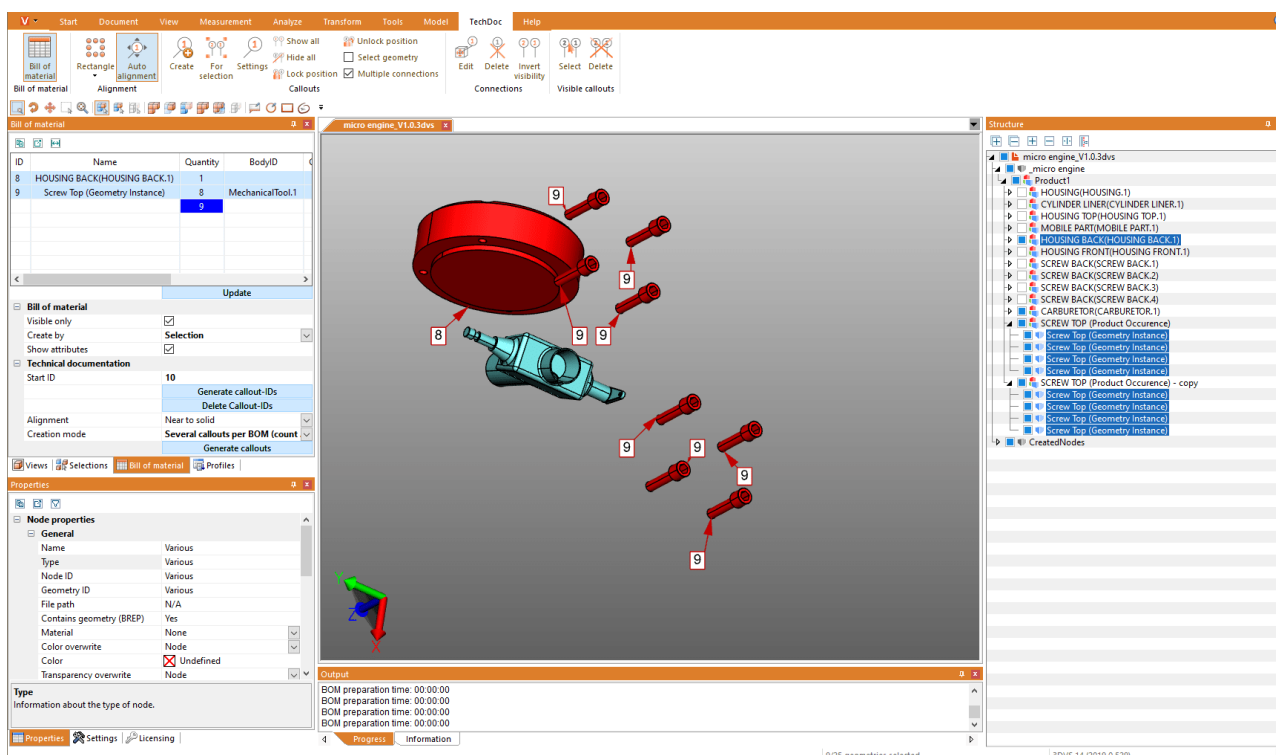 V Start Document View Measurement Analyze Transform Tools Model TechDoc Help
Bill of material
Rectangle
Auto alignment
Create
For selection
Settings
Show all
Hide all
Lock position
Unlock position
Select geometry
Multiple connections
Edit
Delete
Invert visibility
Select
Delete
Bill of material Alignment Callouts Connections Visible callouts
Bill of material
ID Name Quantity BodyID
8 HOUSING BACK(HOUSING BACK.1) 1
9 Screw Top (Geometry Instance) 8 MechanicalTool.1
9
Update
Bill of material
Visible only
Create by Selection
Show attributes
Technical documentation
Start ID 10
Generate callout-IDs
Delete Callout-IDs
Alignment Near to solid
Creation mode Several callouts per BOM (count
Generate callouts
Views Selections Bill of material Profiles
Properties
Node properties
General
Name Various
Type Various
Node ID Various
Geometry ID Various
File path N/A
Contains geometry (BREP) Yes
Material None
Color overwrite Node
Color Undefined
Transparency overwrite Node
Type
Information about the type of node.
Properties Settings Licensing
micro engine_V1.0.3dvs
9
9
9
9
9
8
9
9
9
9
Y
Z
X
Output
BOM preparation time: 00:00:00
BOM preparation time: 00:00:00
BOM preparation time: 00:00:00
BOM preparation time: 00:00:00
Progress Information
Structure
micro engine_V1.0.3dvs
_micro engine
Product1
HOUSING(HOUSING.1)
CYLINDER LINER(CYLINDER LINER.1)
HOUSING TOP(HOUSING TOP.1)
MOBILE PART(MOBILE PART.1)
HOUSING BACK(HOUSING BACK.1)
HOUSING FRONT(HOUSING FRONT.1)
SCREW BACK(SCREW BACK.1)
SCREW BACK(SCREW BACK.2)
SCREW BACK(SCREW BACK.3)
SCREW BACK(SCREW BACK.4)
CARBURETOR(CARBURETOR.1)
SCREW TOP (Product Occurence)
Screw Top (Geometry Instance)
Screw Top (Geometry Instance)
Screw Top (Geometry Instance)
Screw Top (Geometry Instance)
SCREW TOP (Product Occurence) - copy
Screw Top (Geometry Instance)
Screw Top (Geometry Instance)
Screw Top (Geometry Instance)
Screw Top (Geometry Instance)
CreatedNodes